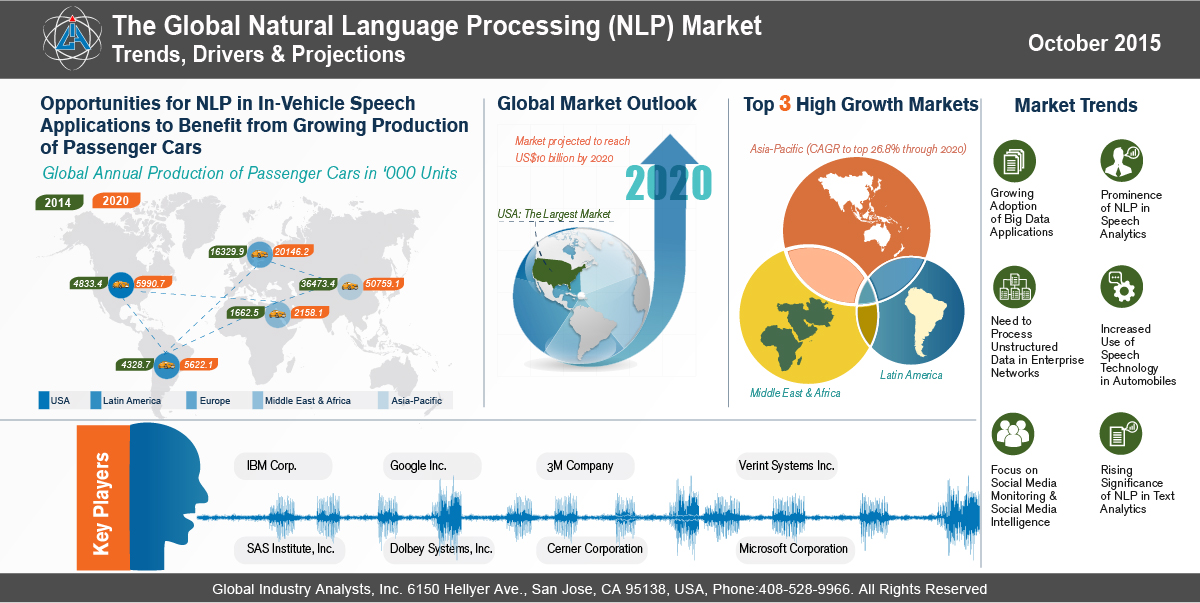 The Global Natural Language Processing (NLP) Market
Trends, Drivers & Projections
October 2015
Opportunities for NLP in In-Vehicle Speech
Applications to Benefit from Growing Production
of Passenger Cars
Global Annual Production of Passenger Cars in '000 Units
2014
2020
16329.9
20146.2
4833.4
5990.7
36473.4
50759.1
1662.5
2158.1
4328.7
5622.1
USA
Latin America
Europe
Middle East & Africa
Asia-Pacific
Global Market Outlook
Market projected to reach
US$10 billion by 2020
2020
USA: The Largest Market
Top 3 High Growth Markets
Asia-Pacific (CAGR to top 26.8% through 2020)
Latin America
Middle East & Africa
Market Trends
Growing
Adoption
of Big Data
Applications
Prominence
of NLP in
Speech
Analytics
Need to
Process
Unstructured
Data in Enterprise
Networks
Increased
Use of
Speech
Technology
in Automobiles
Focus on
Social Media
Monitoring &
Social Media
Intelligence
Rising
Significance
of NLP in Text
Analytics
Key Players
IBM Corp.
Google Inc.
3M Company
Verint Systems Inc.
SAS Institute, Inc.
Dolbey Systems, Inc.
Cerner Corporation
Microsoft Corporation
Global Industry Analysts, Inc. 6150 Hellyer Ave., San Jose, CA 95138, USA, Phone:408-528-9966. All Rights Reserved